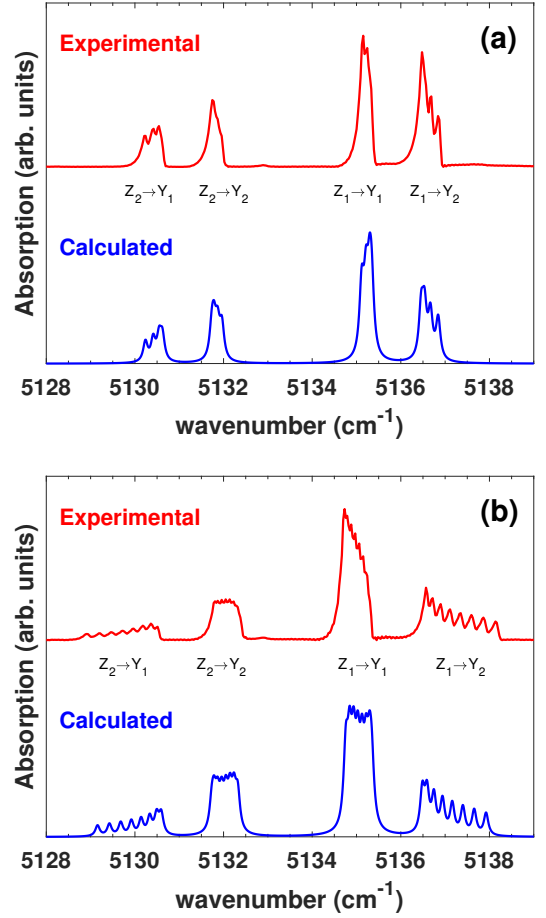 (a)
Experimental
Z₂→Y₁ Z₂→Y₂ Z₁→Y₁ Z₁→Y₂
Calculated
Absorption (arb. units)
5128 5130 5132 5134 5136 5138
wavenumber (cm⁻¹)
(b)
Experimental
Z₂→Y₁ Z₂→Y₂ Z₁→Y₁ Z₁→Y₂
Calculated
Absorption (arb. units)
5128 5130 5132 5134 5136 5138
wavenumber (cm⁻¹)